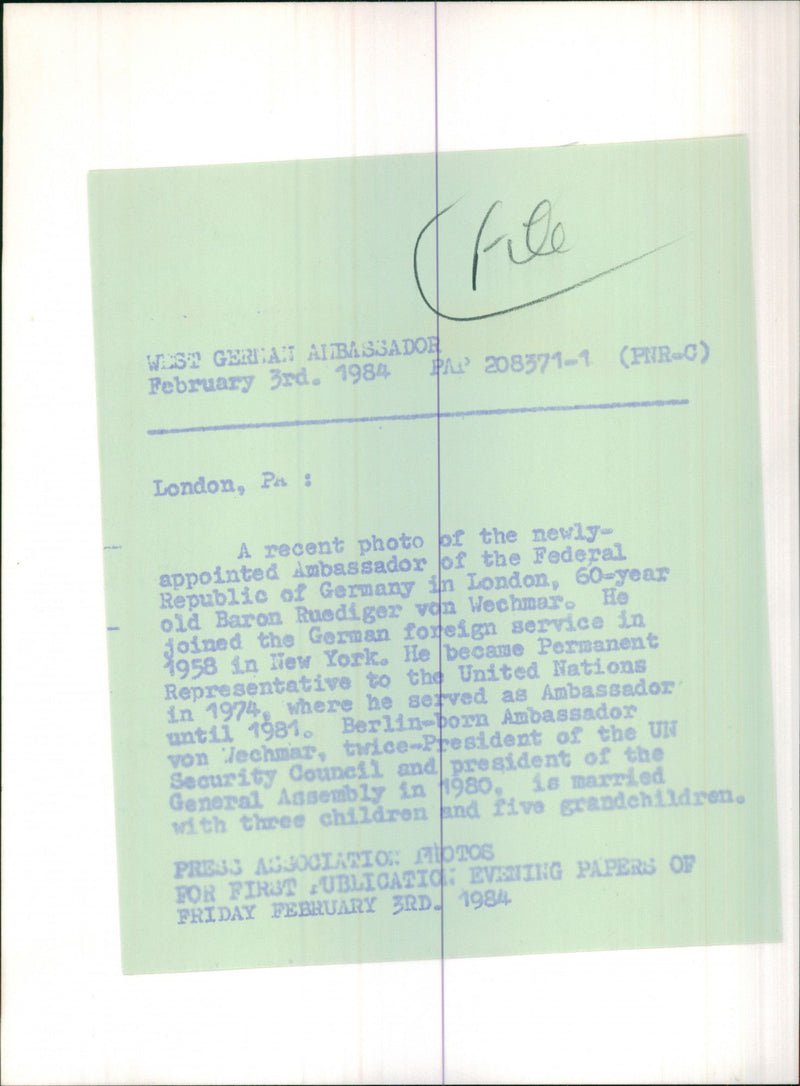 File
WEST GERMAN AMBASSADOR
February 3rd. 1984 PAP 208371-1 (PNR-C)
London, PA :
A recent photo of the newly-
appointed Ambassador of the Federal
Republic of Germany in London, 60-year
old Baron Ruediger von Wechmar. He
joined the German foreign service in
1958 in New York. He became Permanent
Representative to the United Nations
in 1974, where he served as Ambassador
until 1981. Berlin-born Ambassador
von Wechmar, twice-President of the UN
Security Council and president of the
General Assembly in 1980, is married
with three children and five grandchildren.
PRESS ASSOCIATION PHOTOS
FOR FIRST PUBLICATION EVENING PAPERS OF
FRIDAY FEBRUARY 3RD. 1984